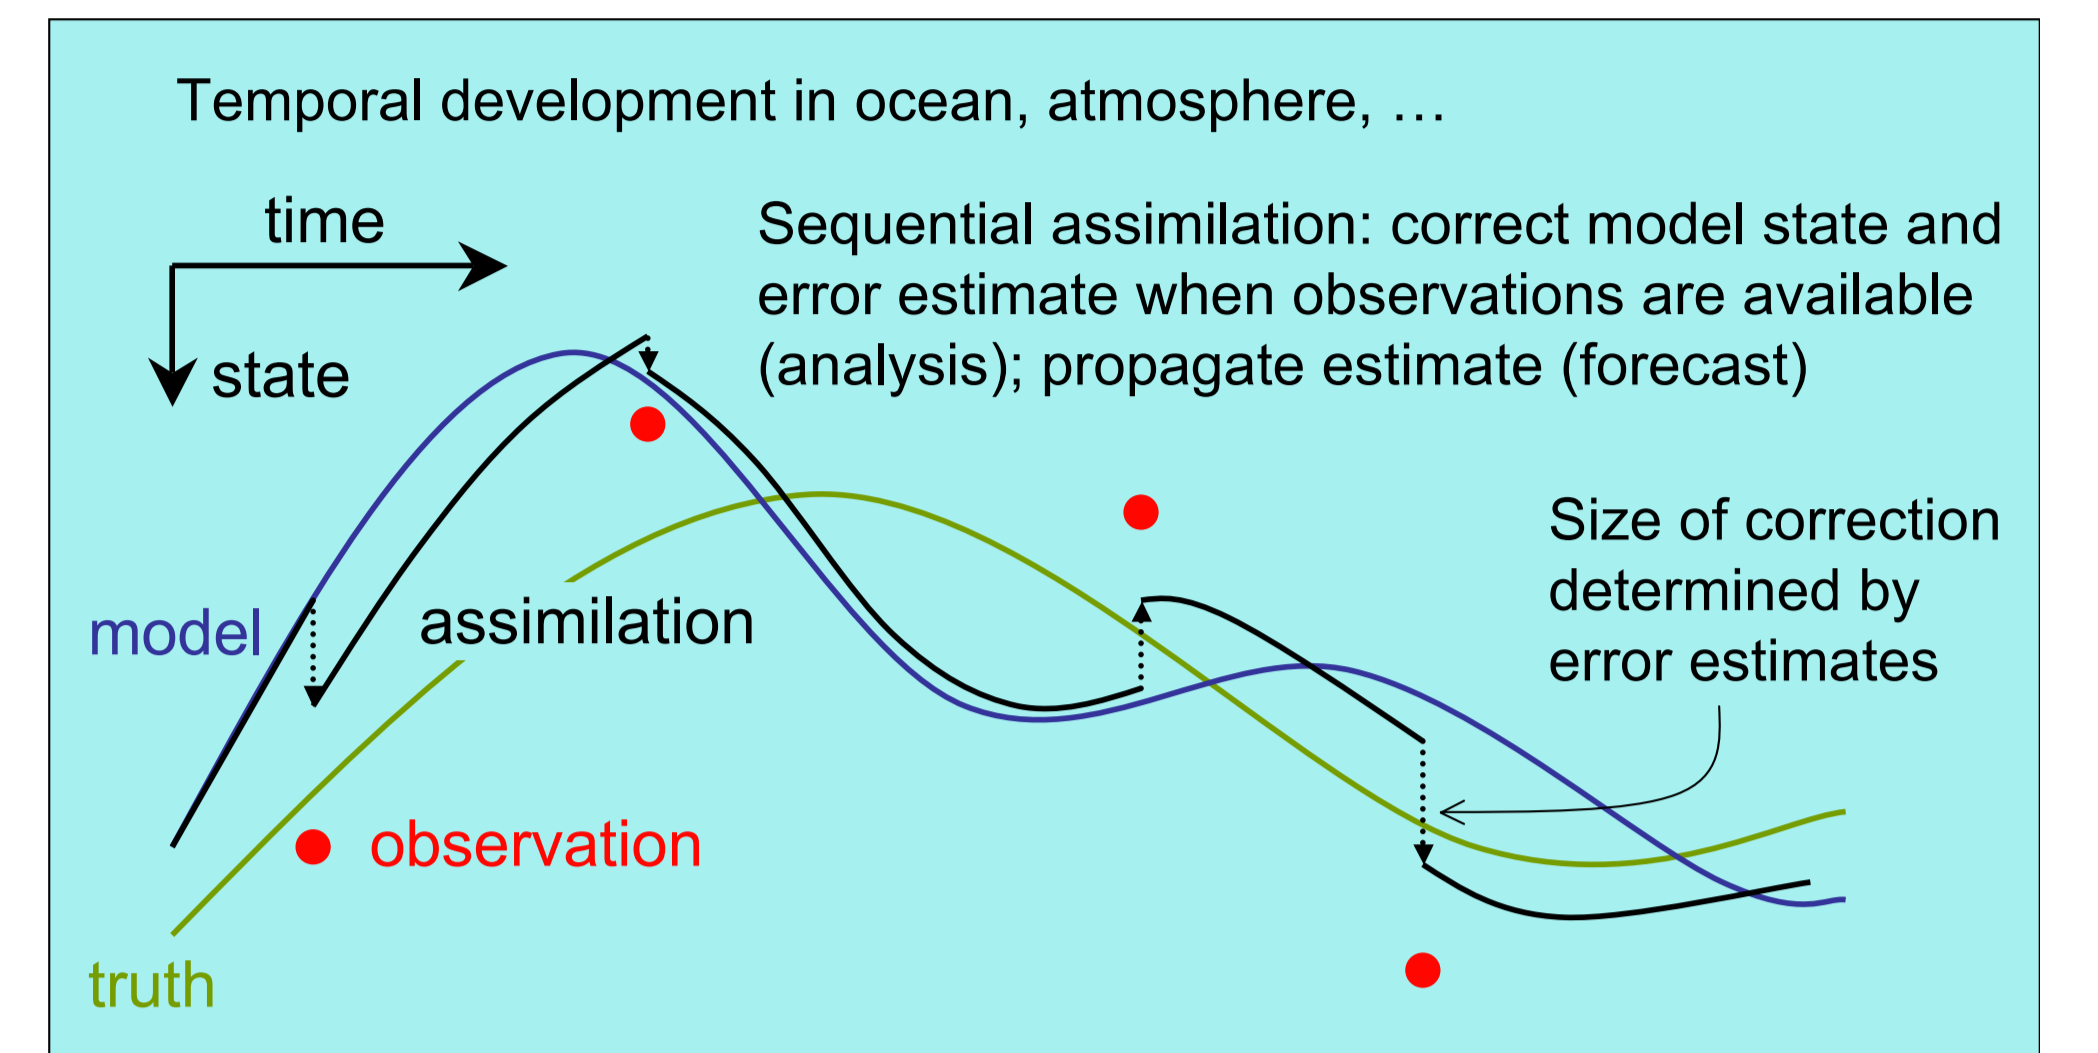 Temporal development in ocean, atmosphere, …
time
state
Sequential assimilation: correct model state and
error estimate when observations are available
(analysis); propagate estimate (forecast)
Size of correction
determined by
error estimates
model
assimilation
observation
truth